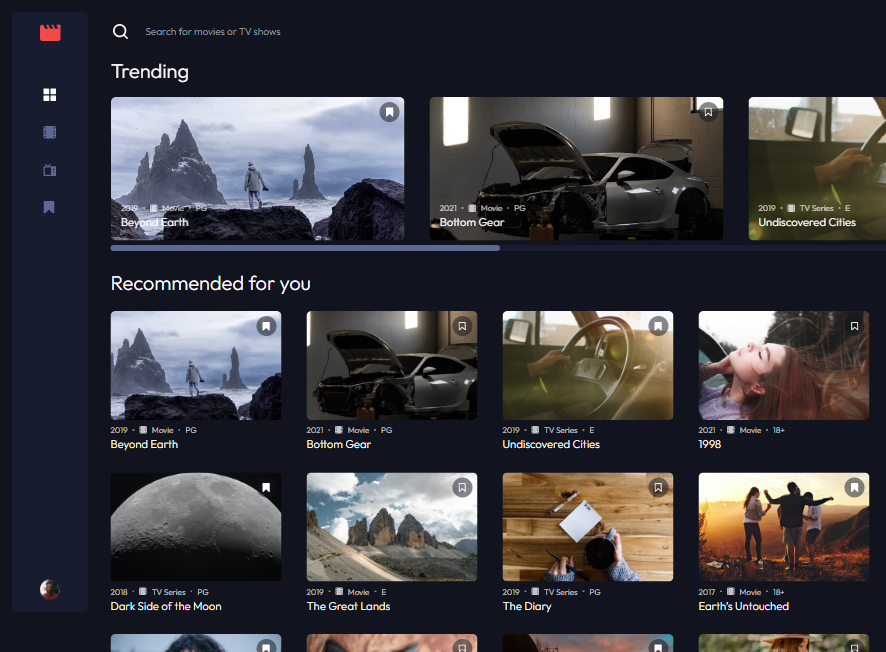 Search for movies or TV shows
Trending
2019 · Movie · PG
Beyond Earth
2021 · Movie · PG
Bottom Gear
2019 · TV Series · E
Undiscovered Cities
Recommended for you
2019 · Movie · PG
Beyond Earth
2021 · Movie · PG
Bottom Gear
2019 · TV Series · E
Undiscovered Cities
2021 · Movie · 18+
1998
2018 · TV Series · PG
Dark Side of the Moon
2019 · Movie · E
The Great Lands
2019 · TV Series · PG
The Diary
2017 · Movie · 18+
Earth's Untouched